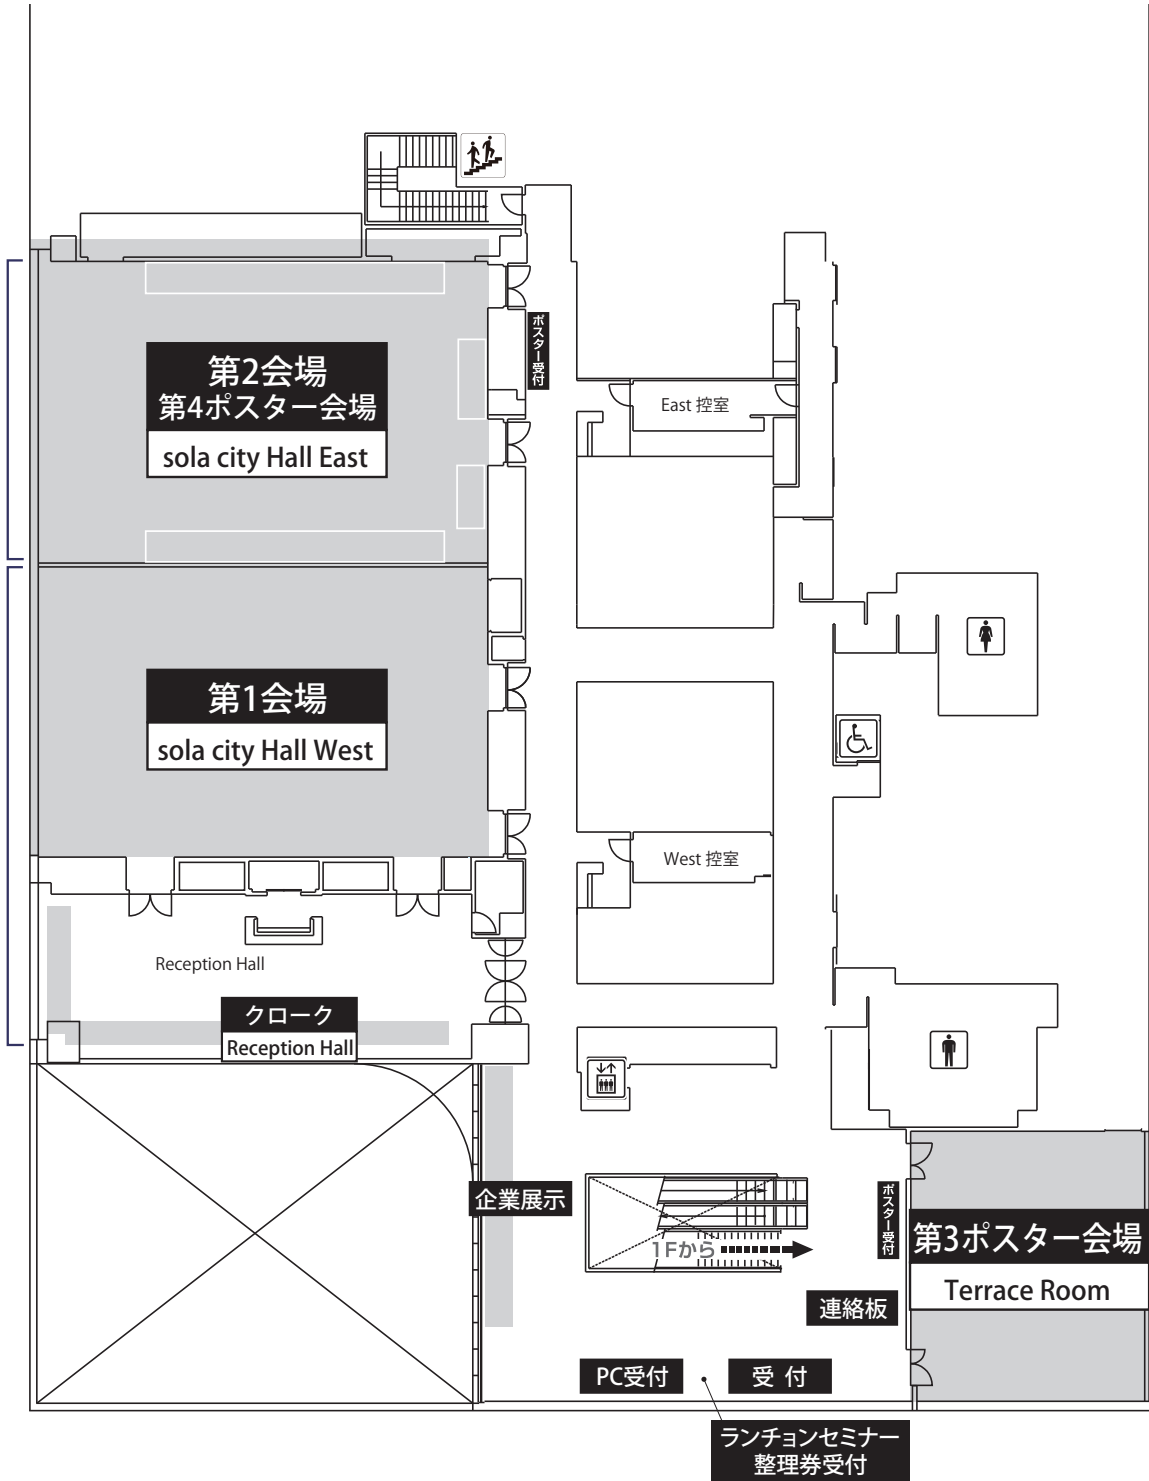 ポスター受付
第2会場
第4ポスター会場
sola city Hall East
East 控室
第1会場
sola city Hall West
West 控室
Reception Hall
クローク
Reception Hall
企業展示
1Fから
ポスター受付
第3ポスター会場
Terrace Room
連絡板
PC受付
受 付
ランチョンセミナー
整理券受付